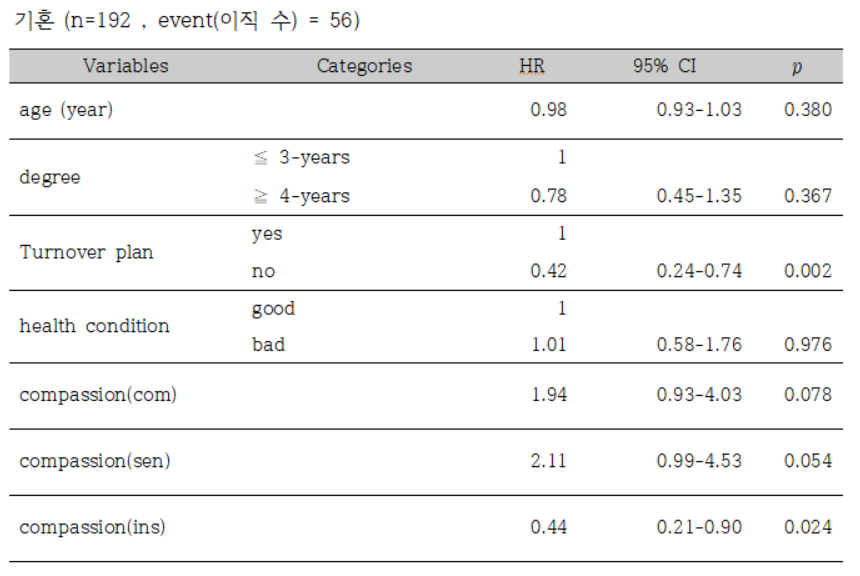 기혼 (n=192 , event(이직 수) = 56)
Variables Categories HR 95% CI p
age (year) 0.98 0.93-1.03 0.380
degree
≦ 3-years 1
≧ 4-years 0.78 0.45-1.35 0.367
Turnover plan
yes 1
no 0.42 0.24-0.74 0.002
health condition
good 1
bad 1.01 0.58-1.76 0.976
compassion(com) 1.94 0.93-4.03 0.078
compassion(sen) 2.11 0.99-4.53 0.054
compassion(ins) 0.44 0.21-0.90 0.024